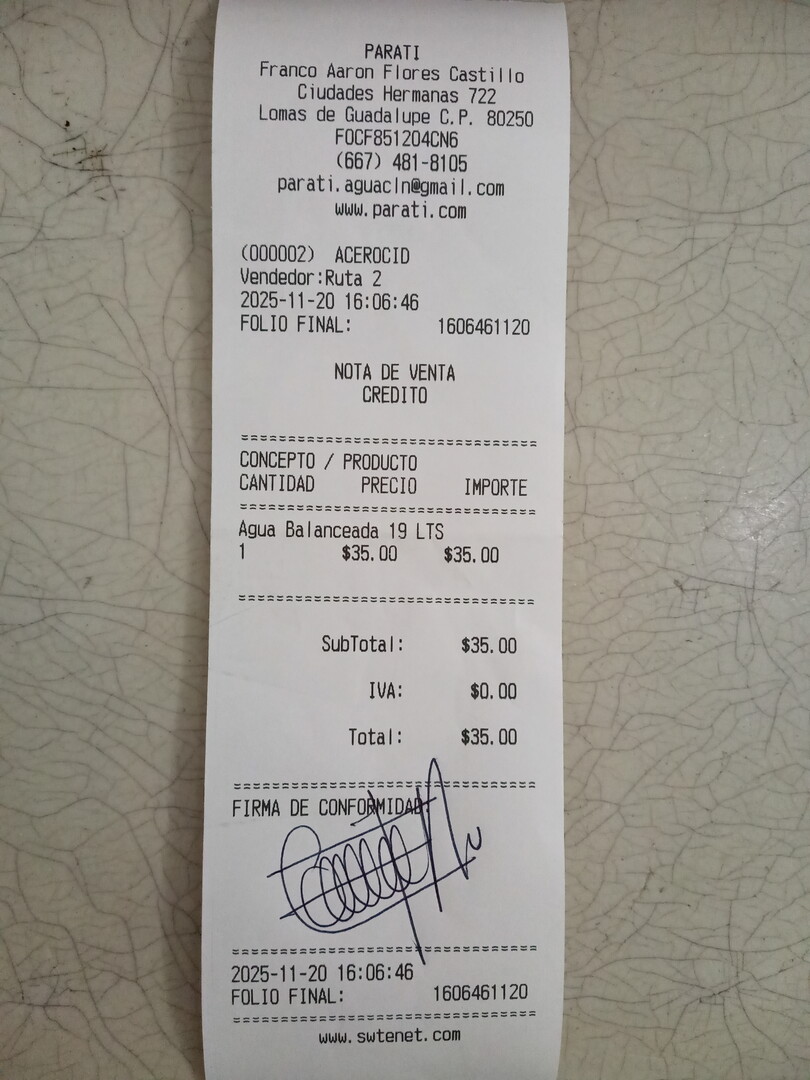 PARATI
Franco Aaron Flores Castillo
Ciudades Hermanas 722
Lomas de Guadalupe C.P. 80250
FOCF851204CN6
(667) 481-8105
parati.aguacln@gmail.com
www.parati.com
(000002) ACEROCID
Vendedor:Ruta 2
2025-11-20 16:06:46
FOLIO FINAL: 1606461120
NOTA DE VENTA
CREDITO
==============================
CONCEPTO / PRODUCTO
CANTIDAD PRECIO IMPORTE
==============================
Agua Balanceada 19 LTS
1 $35.00 $35.00
==============================
SubTotal: $35.00
IVA: $0.00
Total: $35.00
==============================
FIRMA DE CONFORMIDAD:
==============================
2025-11-20 16:06:46
FOLIO FINAL: 1606461120
==============================
www.swtenet.com